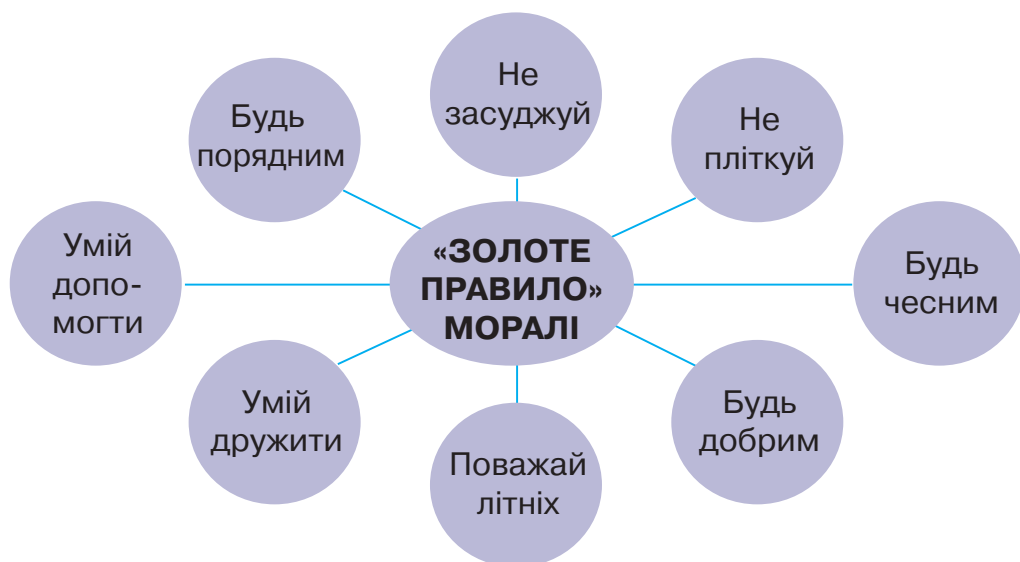 Не
засуджуй
Будь
порядним
Не
пліткуй
Умій
допо-
могти
«ЗОЛОТЕ
ПРАВИЛО»
МОРАЛІ
Будь
чесним
Умій
дружити
Будь
добрим
Поважай
літніх